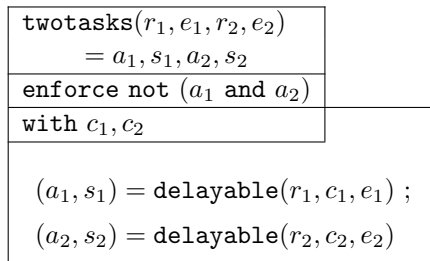 twotasks(r₁, e₁, r₂, e₂)
= a₁, s₁, a₂, s₂
enforce not (a₁ and a₂)
with c₁, c₂
(a₁, s₁) = delayable(r₁, c₁, e₁) ;
(a₂, s₂) = delayable(r₂, c₂, e₂)